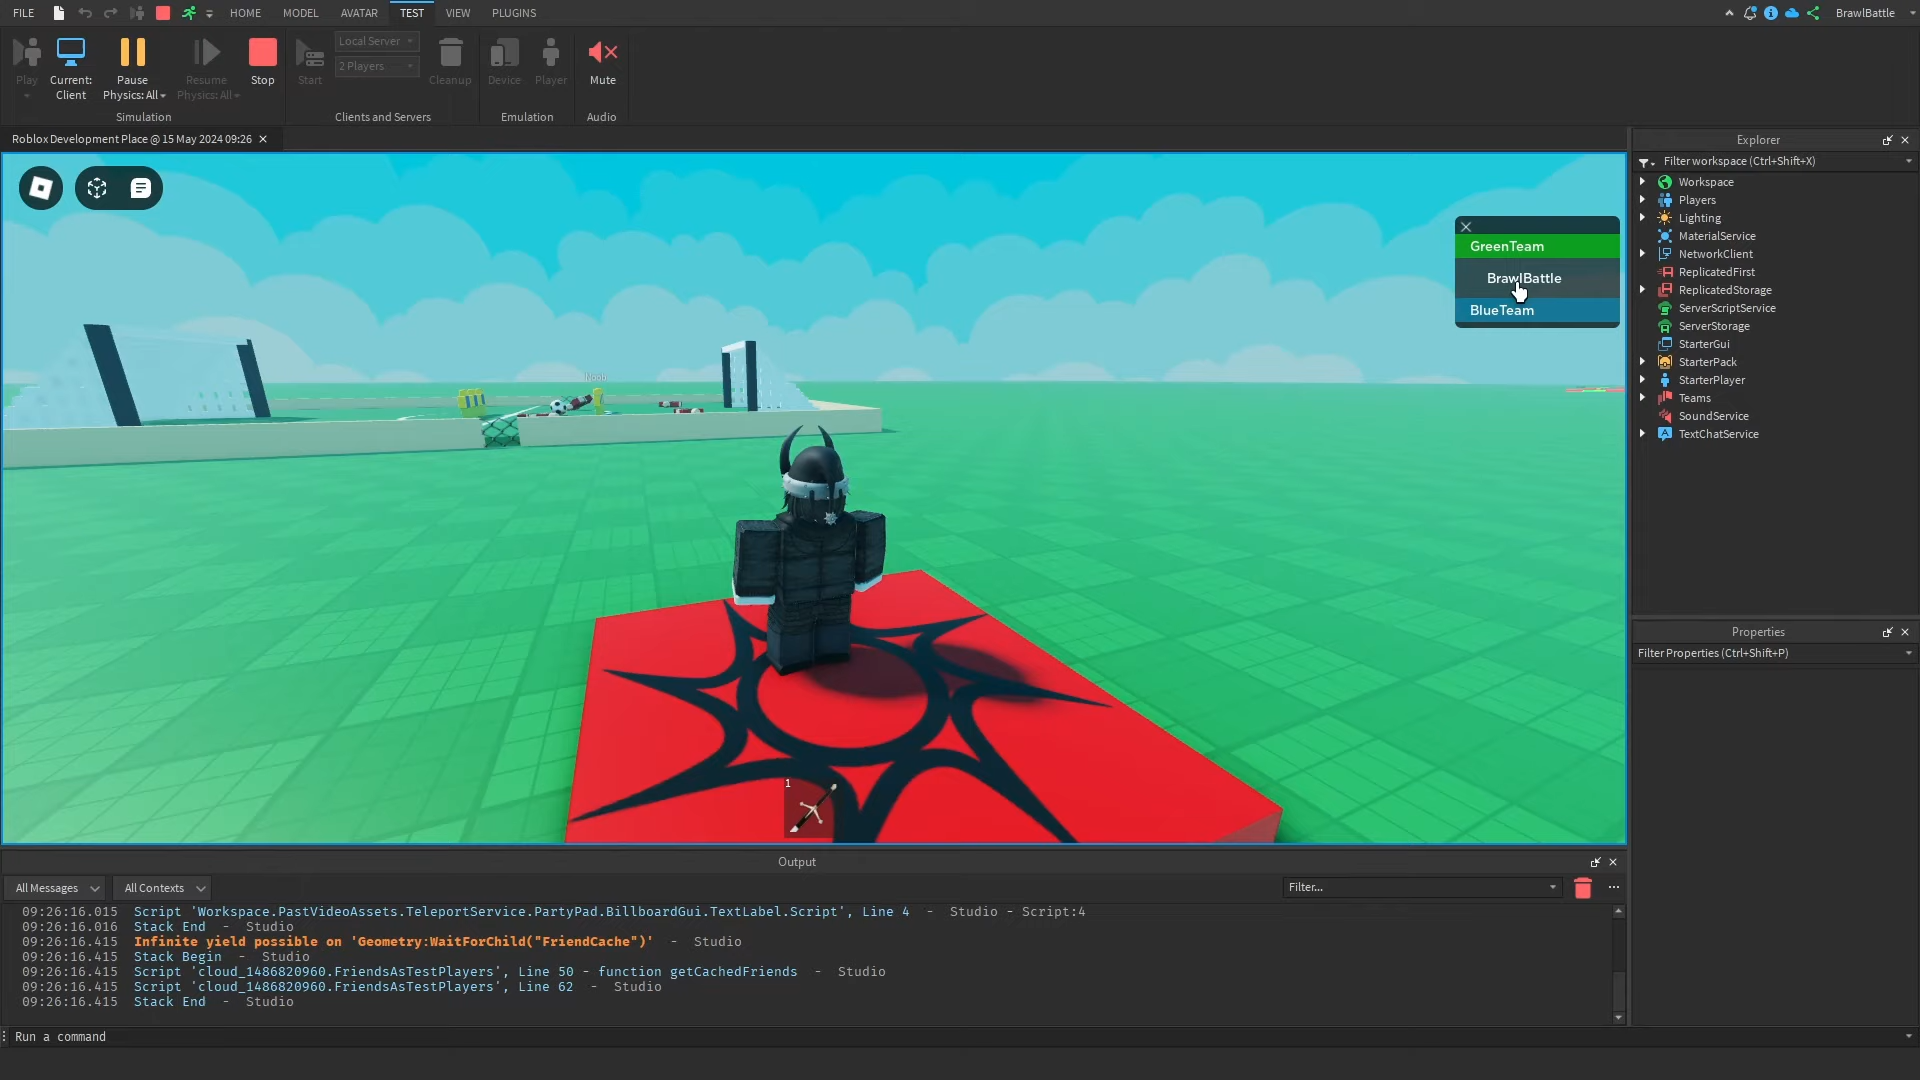 FILE HOME MODEL AVATAR TEST VIEW PLUGINS BrawlBattle
Play
Current:
Client
Pause
Physics: All
Resume
Physics: All
Stop
Start
Local Server
2 Players
Cleanup
Device
Player
Mute
Simulation
Clients and Servers
Emulation
Audio
Roblox Development Place @ 15 May 2024 09:26
GreenTeam
BrawlBattle
BlueTeam
Noob
1
Explorer
Filter workspace (Ctrl+Shift+X)
Workspace
Players
Lighting
MaterialService
NetworkClient
ReplicatedFirst
ReplicatedStorage
ServerScriptService
ServerStorage
StarterGui
StarterPack
StarterPlayer
Teams
SoundService
TextChatService
Properties
Filter Properties (Ctrl+Shift+P)
Output
All Messages All Contexts Filter...
09:26:16.015 Script 'Workspace.PastVideoAssets.TeleportService.PartyPad.BillboardGui.TextLabel.Script', Line 4 - Studio - Script:4
09:26:16.016 Stack End - Studio
09:26:16.415 Infinite yield possible on 'Geometry:WaitForChild("FriendCache")' - Studio
09:26:16.415 Stack Begin - Studio
09:26:16.415 Script 'cloud_1486820960.FriendsAsTestPlayers', Line 50 - function getCachedFriends - Studio
09:26:16.415 Script 'cloud_1486820960.FriendsAsTestPlayers', Line 62 - Studio
09:26:16.415 Stack End - Studio
Run a command